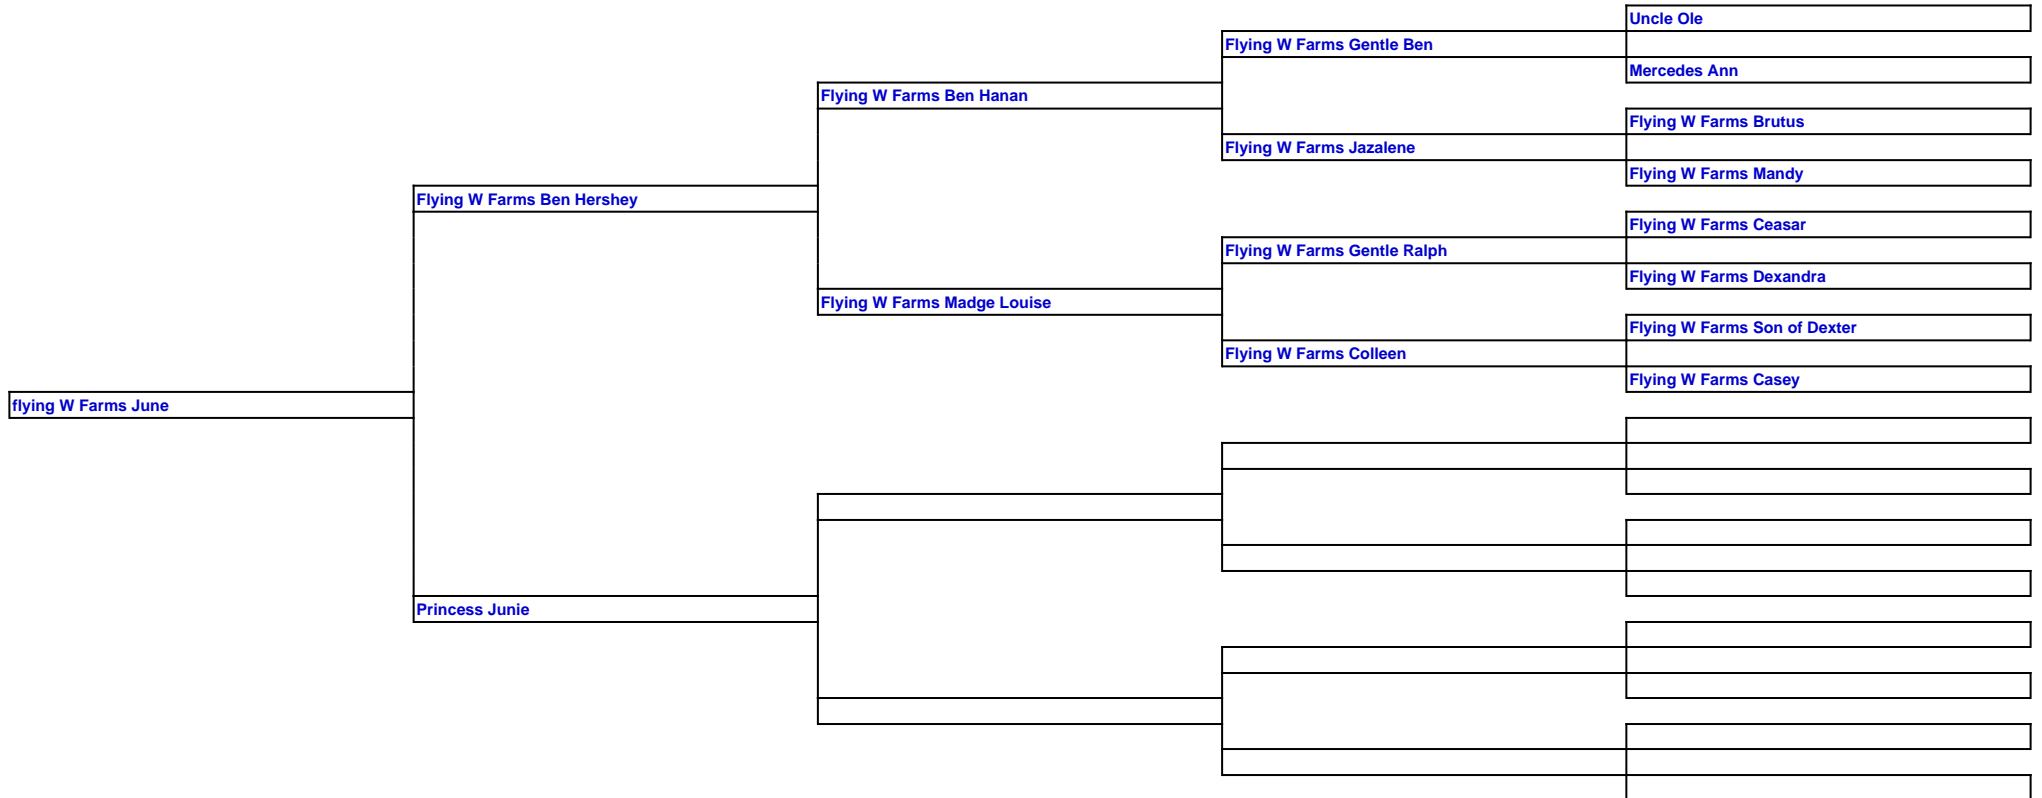 Uncle Ole
Flying W Farms Gentle Ben
Mercedes Ann
Flying W Farms Ben Hanan
Flying W Farms Brutus
Flying W Farms Jazalene
Flying W Farms Mandy
Flying W Farms Ben Hershey
Flying W Farms Ceasar
Flying W Farms Gentle Ralph
Flying W Farms Dexandra
Flying W Farms Madge Louise
Flying W Farms Son of Dexter
Flying W Farms Colleen
Flying W Farms Casey
flying W Farms June
Princess Junie